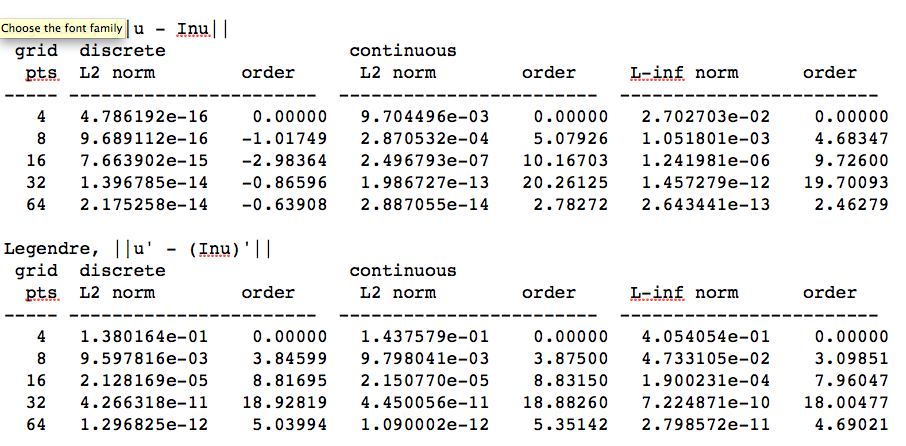 Choose the font family |u - Inu||
grid discrete continuous
pts L2 norm order L2 norm order L-inf norm order
----- ----------------------- ------------------------ ------------------------
4 4.786192e-16 0.00000 9.704496e-03 0.00000 2.702703e-02 0.00000
8 9.689112e-16 -1.01749 2.870532e-04 5.07926 1.051801e-03 4.68347
16 7.663902e-15 -2.98364 2.496793e-07 10.16703 1.241981e-06 9.72600
32 1.396785e-14 -0.86596 1.986727e-13 20.26125 1.457279e-12 19.70093
64 2.175258e-14 -0.63908 2.887055e-14 2.78272 2.643441e-13 2.46279
Legendre, ||u' - (Inu)'||
grid discrete continuous
pts L2 norm order L2 norm order L-inf norm order
----- ----------------------- ------------------------ ------------------------
4 1.380164e-01 0.00000 1.437579e-01 0.00000 4.054054e-01 0.00000
8 9.597816e-03 3.84599 9.798041e-03 3.87500 4.733105e-02 3.09851
16 2.128169e-05 8.81695 2.150770e-05 8.83150 1.900231e-04 7.96047
32 4.266318e-11 18.92819 4.450056e-11 18.88260 7.224871e-10 18.00477
64 1.296825e-12 5.03994 1.090002e-12 5.35142 2.798572e-11 4.69021